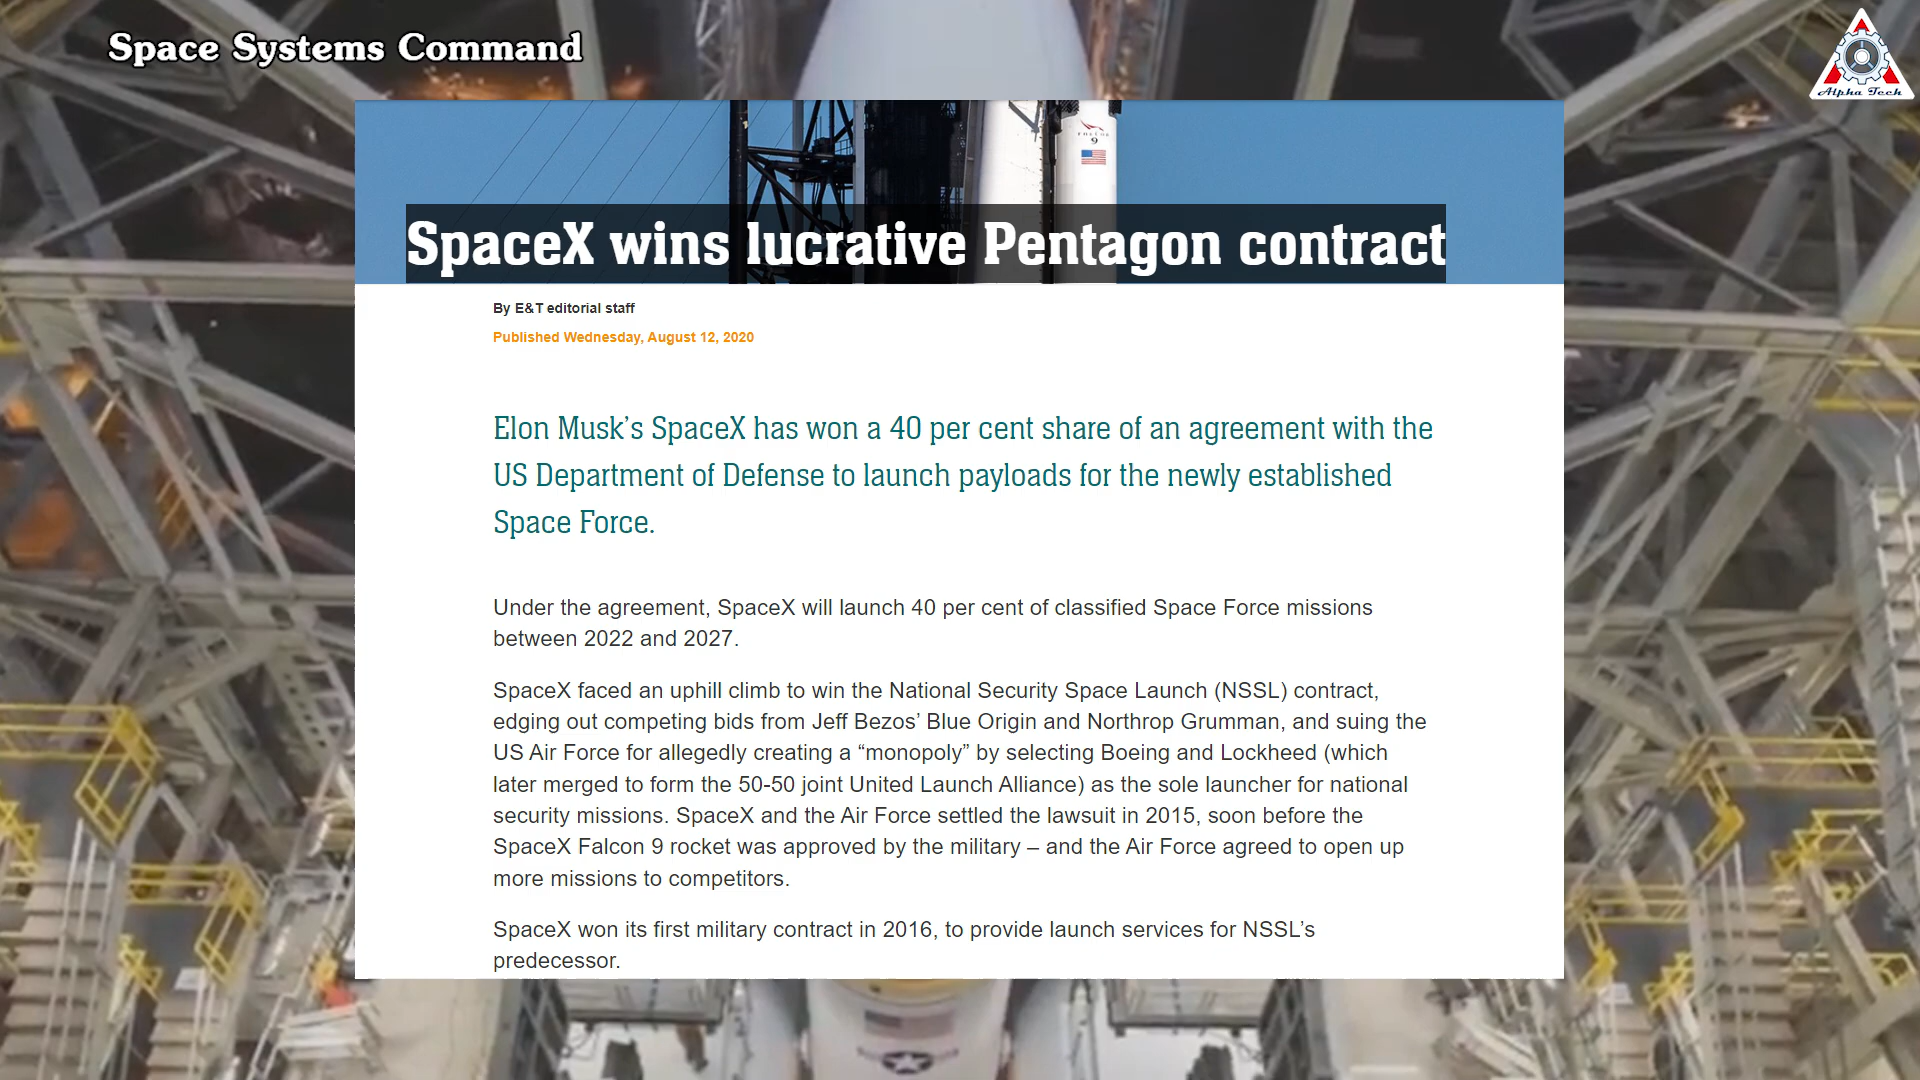 Space Systems Command
Alpha Tech
FALCON
9
SpaceX wins lucrative Pentagon contract
By E&T editorial staff
Published Wednesday, August 12, 2020
Elon Musk’s SpaceX has won a 40 per cent share of an agreement with the
US Department of Defense to launch payloads for the newly established
Space Force.
Under the agreement, SpaceX will launch 40 per cent of classified Space Force missions
between 2022 and 2027.
SpaceX faced an uphill climb to win the National Security Space Launch (NSSL) contract,
edging out competing bids from Jeff Bezos’ Blue Origin and Northrop Grumman, and suing the
US Air Force for allegedly creating a “monopoly” by selecting Boeing and Lockheed (which
later merged to form the 50-50 joint United Launch Alliance) as the sole launcher for national
security missions. SpaceX and the Air Force settled the lawsuit in 2015, soon before the
SpaceX Falcon 9 rocket was approved by the military – and the Air Force agreed to open up
more missions to competitors.
SpaceX won its first military contract in 2016, to provide launch services for NSSL’s
predecessor.